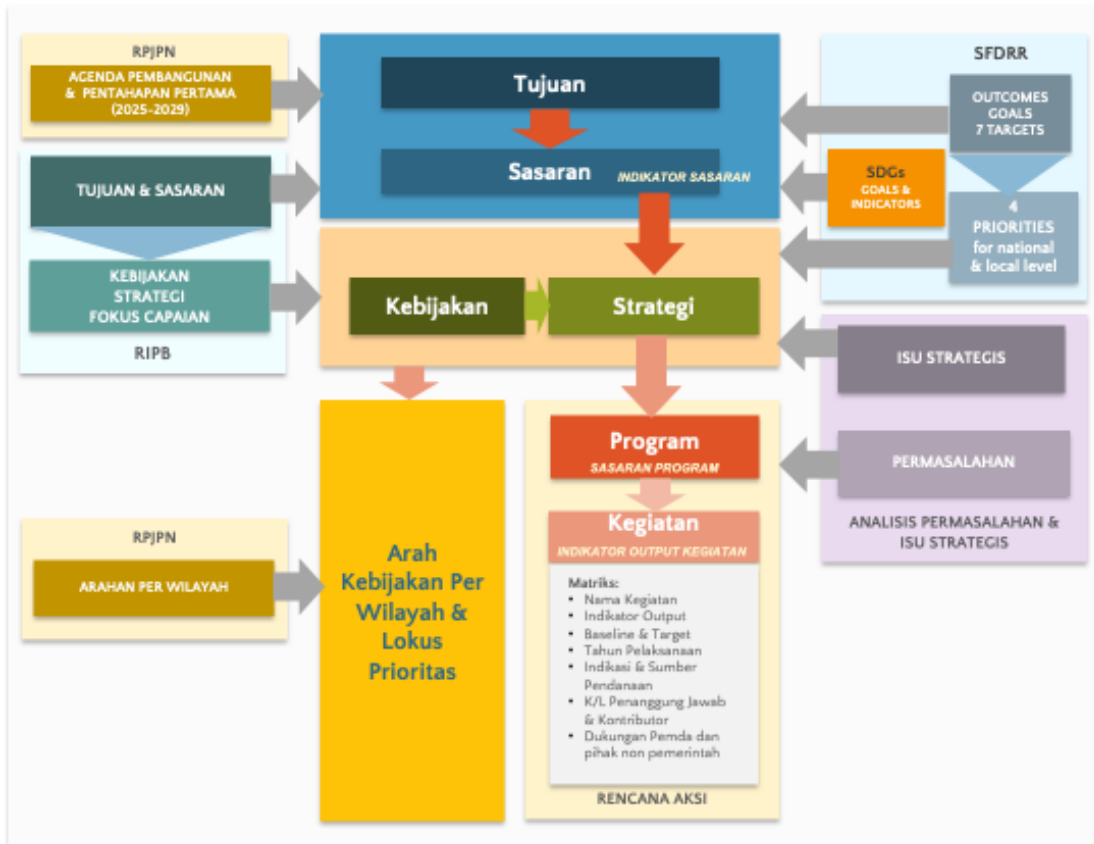 RPJPN
AGENDA PEMBANGUNAN
& PENTAHAPAN PERTAMA
(2025-2029)
TUJUAN & SASARAN
KEBIJAKAN
STRATEGI
FOKUS CAPAIAN
RIPB
RPJPN
ARAHAN PER WILAYAH
Tujuan
Sasaran
INDIKATOR SASARAN
Kebijakan
Strategi
Arah
Kebijakan Per
Wilayah &
Lokus
Prioritas
Program
SASARAN PROGRAM
Kegiatan
INDIKATOR OUTPUT KEGIATAN
Matriks:
• Nama Kegiatan
• Indikator Output
• Baseline & Target
• Tahun Pelaksanaan
• Indikasi & Sumber
Pendanaan
• K/L Penanggung Jawab
& Kontributor
• Dukungan Pemda dan
pihak non pemerintah
RENCANA AKSI
SFDRR
OUTCOMES
GOALS
7 TARGETS
SDGs
GOALS &
INDICATORS
4
PRIORITIES
for national
& local level
ISU STRATEGIS
PERMASALAHAN
ANALISIS PERMASALAHAN &
ISU STRATEGIS